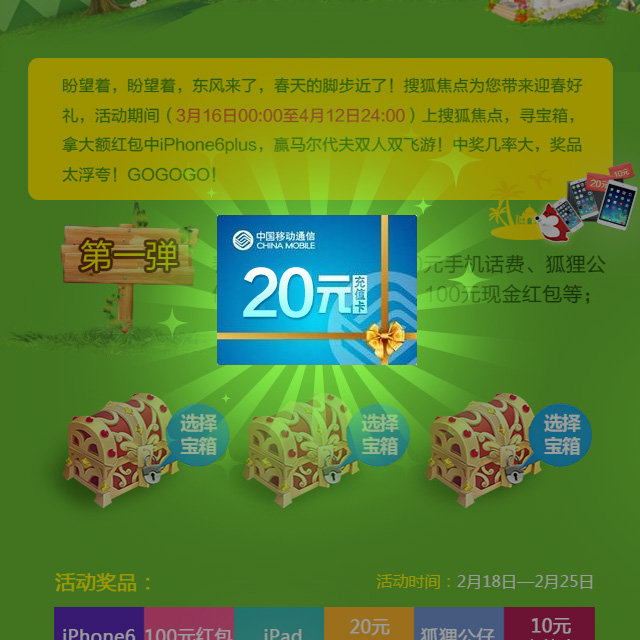 盼望着，盼望着，东风来了，春天的脚步近了！搜狐焦点为您带来迎春好
礼，活动期间（3月16日00:00至4月12日24:00）上搜狐焦点，寻宝箱，
拿大额红包中iPhone6plus，赢马尔代夫双人双飞游！中奖几率大，奖品
太浮夸！GOGOGO！
20元
10元
第一弹
中国移动通信
CHINA MOBILE
20元充值卡
元手机话费、狐狸公
100元现金红包等；
选择
宝箱
选择
宝箱
选择
宝箱
活动奖品：
活动时间：2月18日—2月25日
iPhone6
100元红包
iPad
20元
狐狸公仔
10元